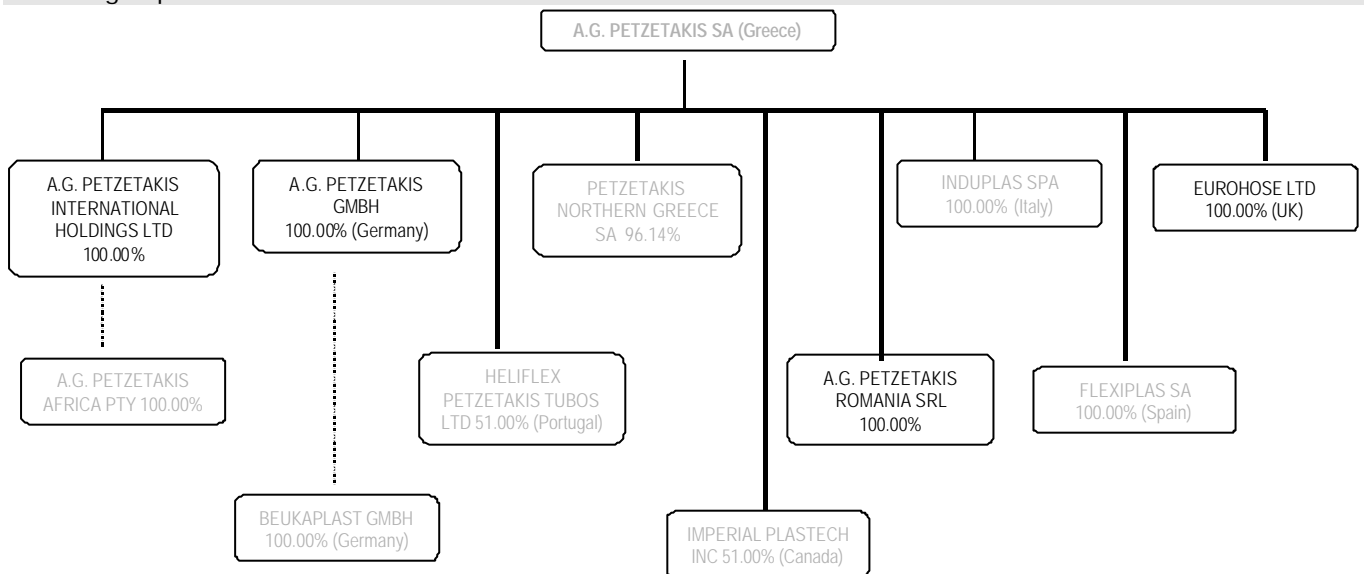 A.G. PETZETAKIS SA (Greece)
A.G. PETZETAKIS
INTERNATIONAL
HOLDINGS LTD
100.00%
A.G. PETZETAKIS
GMBH
100.00% (Germany)
PETZETAKIS
NORTHERN GREECE
SA 96.14%
INDUPLAS SPA
100.00% (Italy)
EUROHOSE LTD
100.00% (UK)
A.G. PETZETAKIS
AFRICA PTY 100.00%
HELIFLEX
PETZETAKIS TUBOS
LTD 51.00% (Portugal)
A.G. PETZETAKIS
ROMANIA SRL
100.00%
FLEXIPLAS SA
100.00% (Spain)
BEUKAPLAST GMBH
100.00% (Germany)
IMPERIAL PLASTECH
INC 51.00% (Canada)